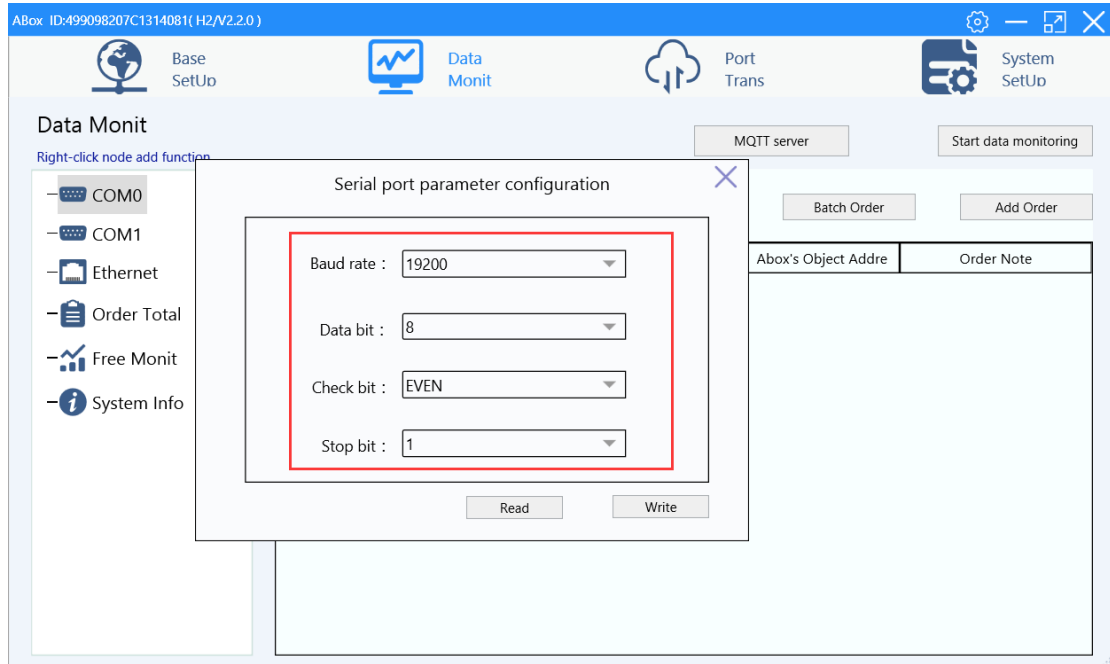 ABox ID:499098207C1314081( H2/V2.2.0 )
Base
SetUp
Data
Monit
Port
Trans
System
SetUp
Data Monit
MQTT server
Start data monitoring
Right-click node add function
Serial port parameter configuration
COM0
COM1
Ethernet
Order Total
Free Monit
System Info
Batch Order
Add Order
Abox's Object Addre
Order Note
Baud rate : 19200
Data bit : 8
Check bit : EVEN
Stop bit : 1
Read
Write